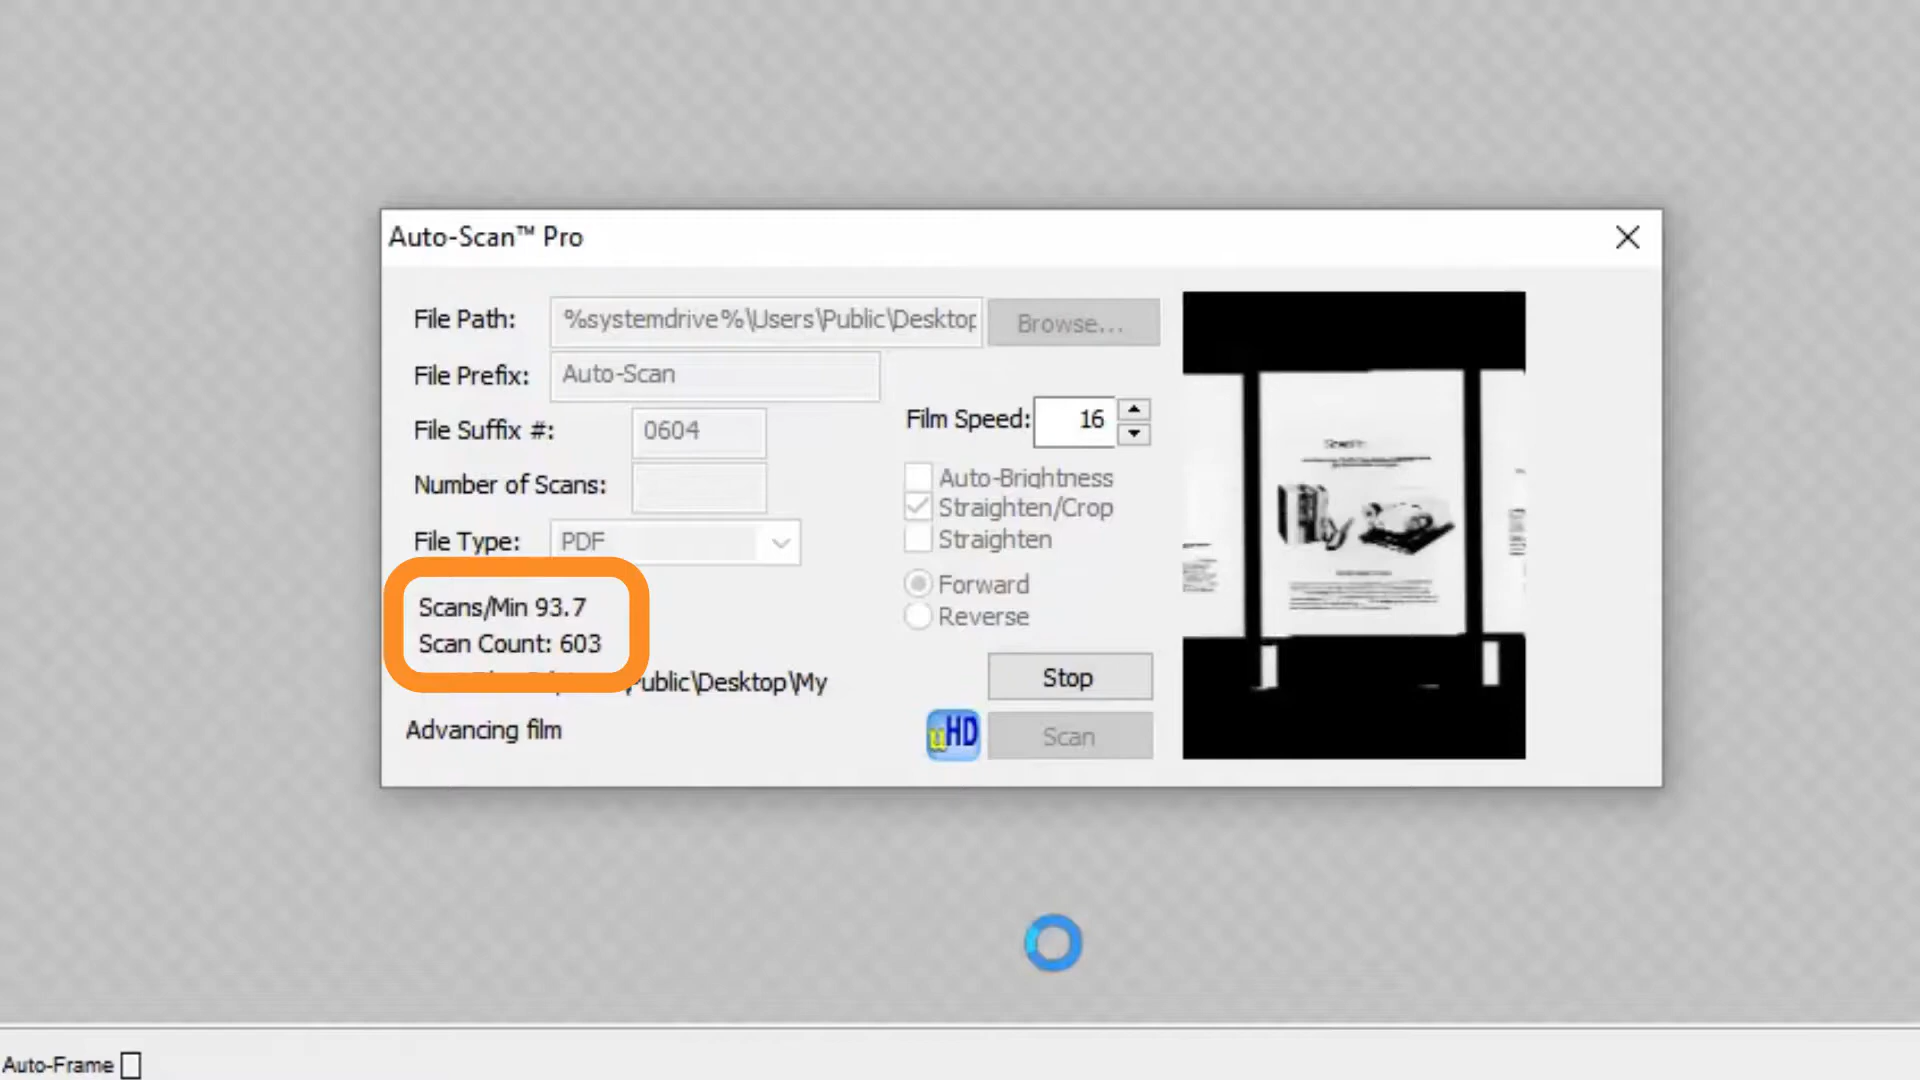 Auto-Scan™ Pro
File Path: %systemdrive%\Users\Public\Desktop Browse...
File Prefix: Auto-Scan
File Suffix #: 0604
Film Speed: 16
Number of Scans:
Auto-Brightness
Straighten/Crop
File Type: PDF
Straighten
Forward
Scans/Min 93.7
Reverse
Scan Count: 603
Public\Desktop\My
Stop
Advancing film
uHD
Scan
Auto-Frame